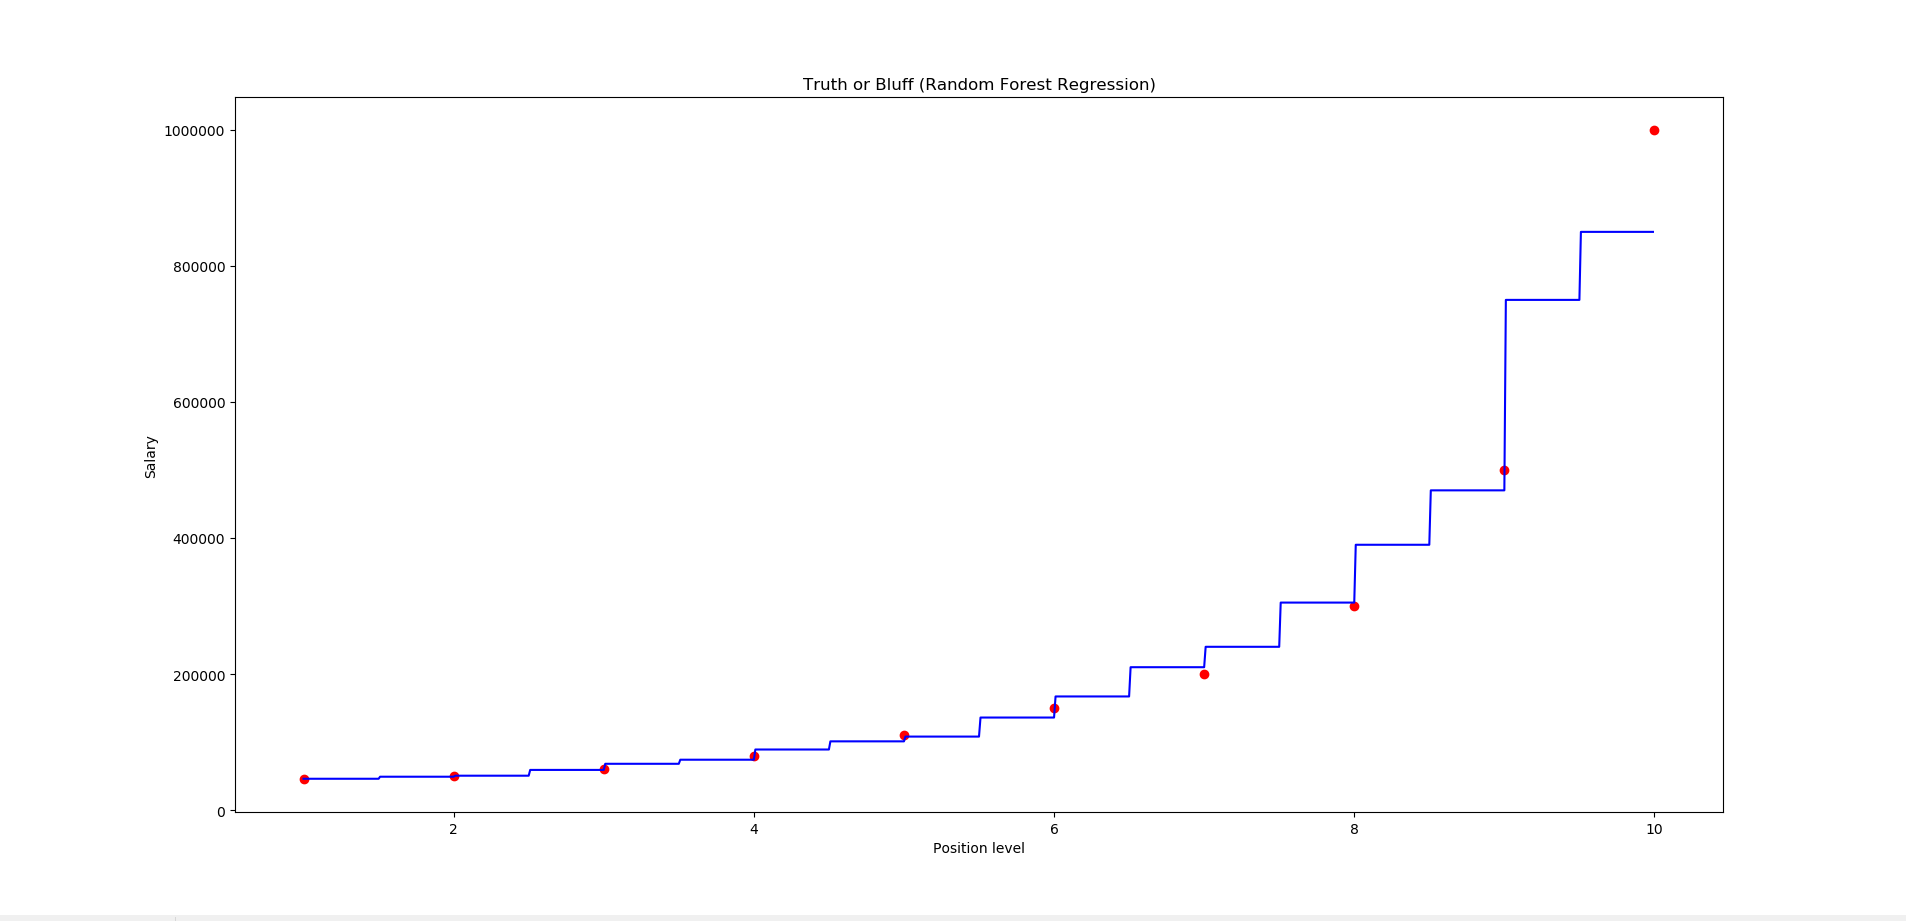 Truth or Bluff (Random Forest Regression)
1000000
800000
600000
400000
200000
0
Salary
2 4 6 8 10
Position level